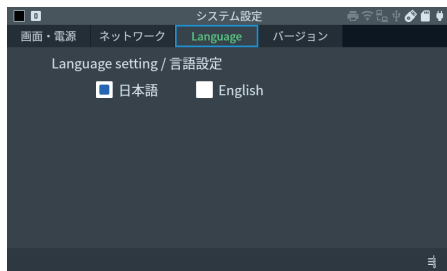 0 システム設定
画面・電源 ネットワーク Language バージョン
Language setting / 言語設定
日本語 English